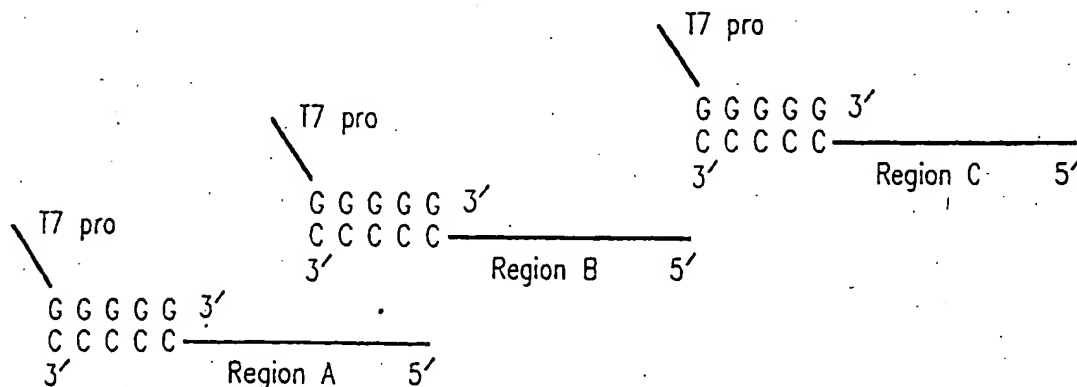 T7 pro
G G G G G 3′
C C C C C
3′
Region A
5′
T7 pro
G G G G G 3′
C C C C C
3′
Region B
5′
T7 pro
G G G G G 3′
C C C C C
3′
Region C
5′